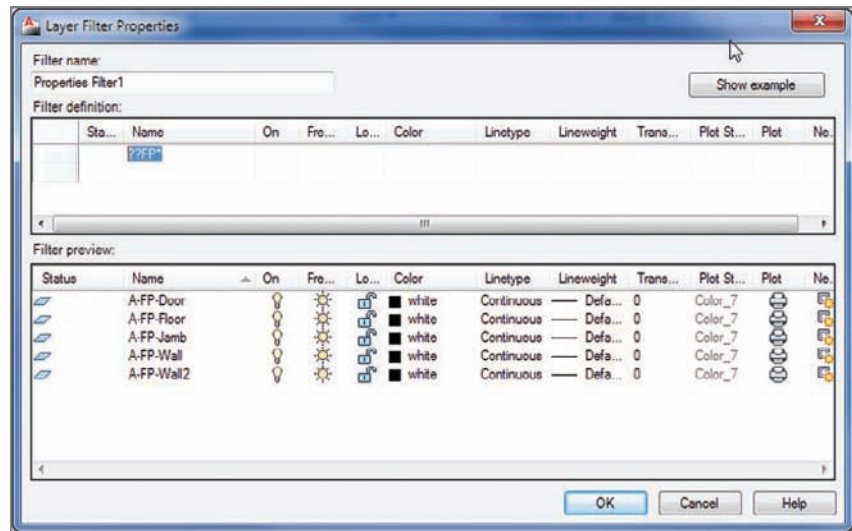 Layer Filter Properties
Filter name:
Properties Filter1
Show example
Filter definition:
Sta... Name On Fre... Lo... Color Linetype Lineweight Trans... Plot St... Plot Ne.
??FP*
Filter preview:
Status Name On Fre... Lo... Color Linetype Lineweight Trans... Plot St... Plot Ne.
A-FP-Door white Continuous Defa... 0 Color_7
A-FP-Floor white Continuous Defa... 0 Color_7
A-FP-Jamb white Continuous Defa... 0 Color_7
A-FP-Wall white Continuous Defa... 0 Color_7
A-FP-Wall2 white Continuous Defa... 0 Color_7
OK Cancel Help